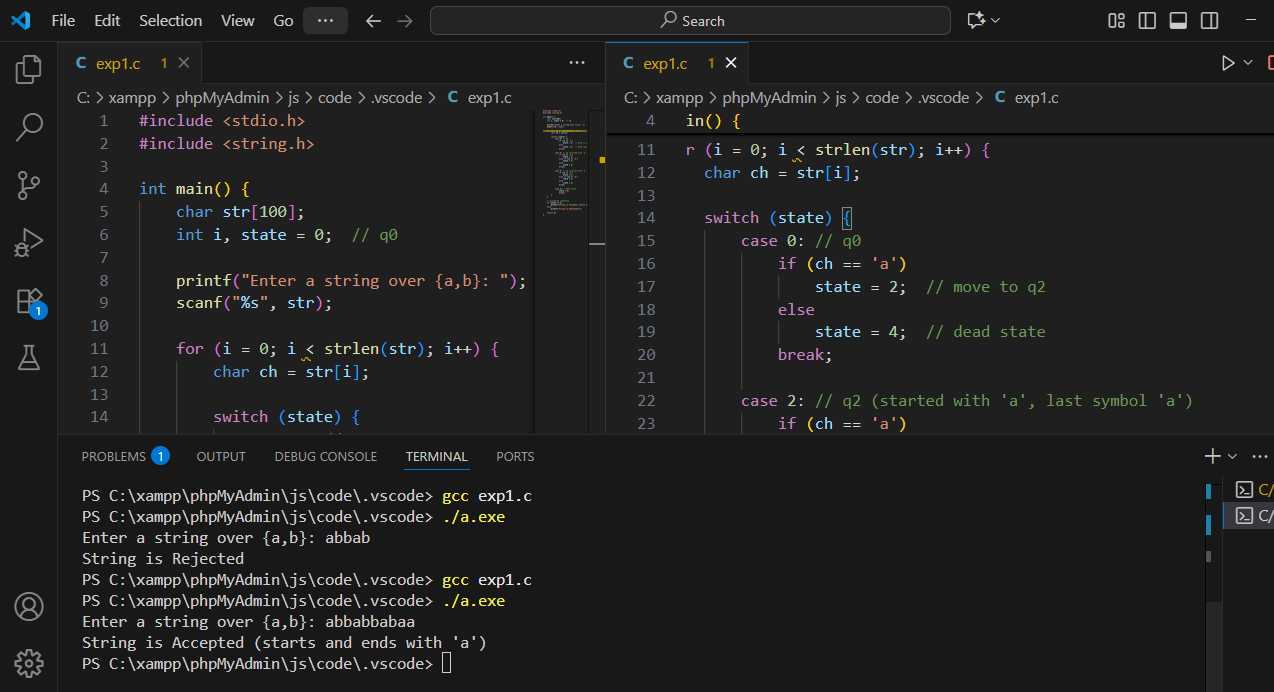 File Edit Selection View Go ··· Search
C exp1.c 1
C: > xampp > phpMyAdmin > js > code > .vscode > C exp1.c
1 #include <stdio.h>
2 #include <string.h>
3
4 int main() {
5 char str[100];
6 int i, state = 0;  // q0
7
8 printf("Enter a string over {a,b}: ");
9 scanf("%s", str);
10
11 for (i = 0; i < strlen(str); i++) {
12 char ch = str[i];
13
14 switch (state) {
C exp1.c 1
C: > xampp > phpMyAdmin > js > code > .vscode > C exp1.c
4 in() {
11 r (i = 0; i < strlen(str); i++) {
12 char ch = str[i];
13
14 switch (state) {
15 case 0: // q0
16 if (ch == 'a')
17 state = 2;  // move to q2
18 else
19 state = 4;  // dead state
20 break;
21
22 case 2: // q2 (started with 'a', last symbol 'a')
23 if (ch == 'a')
1
PROBLEMS 1 OUTPUT DEBUG CONSOLE TERMINAL PORTS
PS C:\xampp\phpMyAdmin\js\code\.vscode> gcc exp1.c
PS C:\xampp\phpMyAdmin\js\code\.vscode> ./a.exe
Enter a string over {a,b}: abbab
String is Rejected
PS C:\xampp\phpMyAdmin\js\code\.vscode> gcc exp1.c
PS C:\xampp\phpMyAdmin\js\code\.vscode> ./a.exe
Enter a string over {a,b}: abbabbabaa
String is Accepted (starts and ends with 'a')
PS C:\xampp\phpMyAdmin\js\code\.vscode>
C/
C/